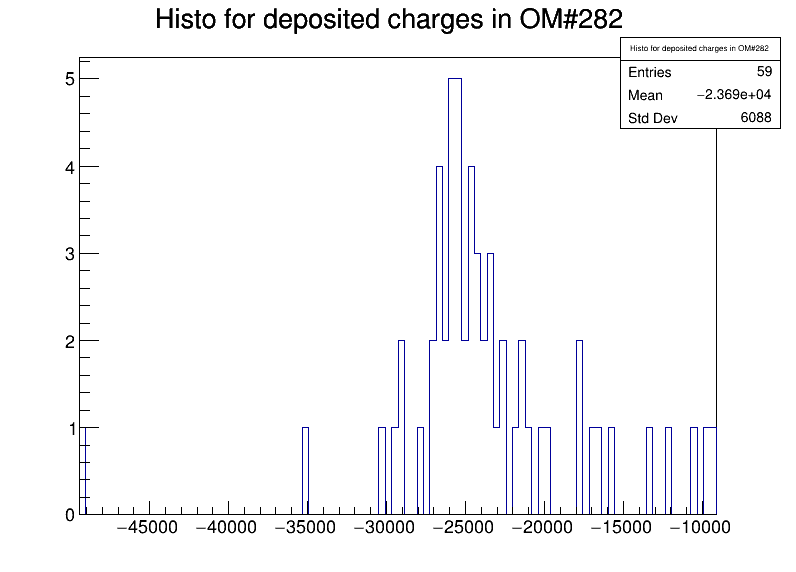 Histo for deposited charges in OM#282
Histo for deposited charges in OM#282
Entries 59
Mean −2.369e+04
Std Dev 6088
5
4
3
2
1
0
−45000 −40000 −35000 −30000 −25000 −20000 −15000 −10000